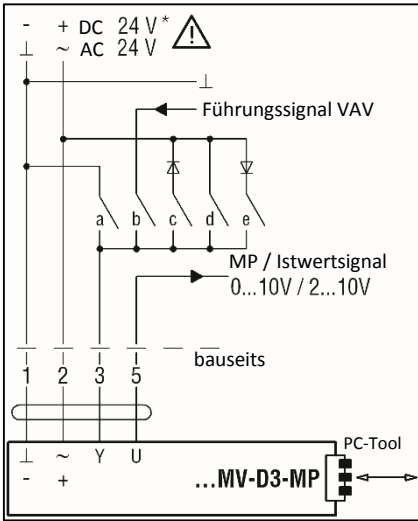 - + DC 24 V *
⊥ ~ AC 24 V
⊥
Führungssignal VAV
a b c d e
MP / Istwertsignal
0...10V / 2...10V
bauseits
1 2 3 5
PC-Tool
⊥ ~ Y U
- +
...MV-D3-MP